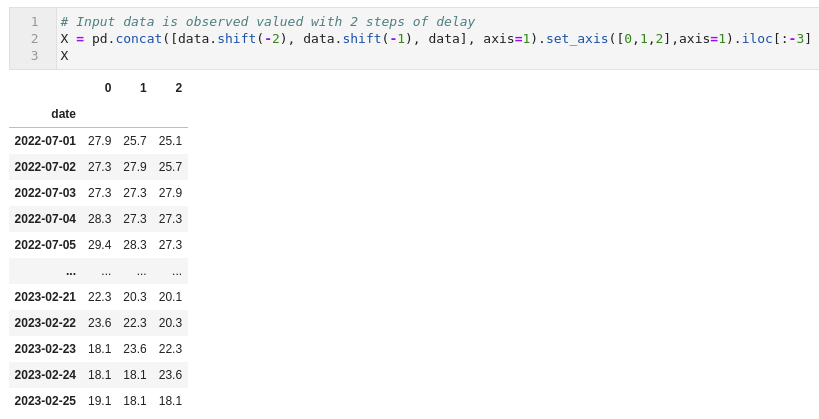 1 # Input data is observed valued with 2 steps of delay
2 X = pd.concat([data.shift(-2), data.shift(-1), data], axis=1).set_axis([0,1,2],axis=1).iloc[:-3]
3 X
0 1 2
date
2022-07-01 27.9 25.7 25.1
2022-07-02 27.3 27.9 25.7
2022-07-03 27.3 27.3 27.9
2022-07-04 28.3 27.3 27.3
2022-07-05 29.4 28.3 27.3
... ... ... ...
2023-02-21 22.3 20.3 20.1
2023-02-22 23.6 22.3 20.3
2023-02-23 18.1 23.6 22.3
2023-02-24 18.1 18.1 23.6
2023-02-25 19.1 18.1 18.1